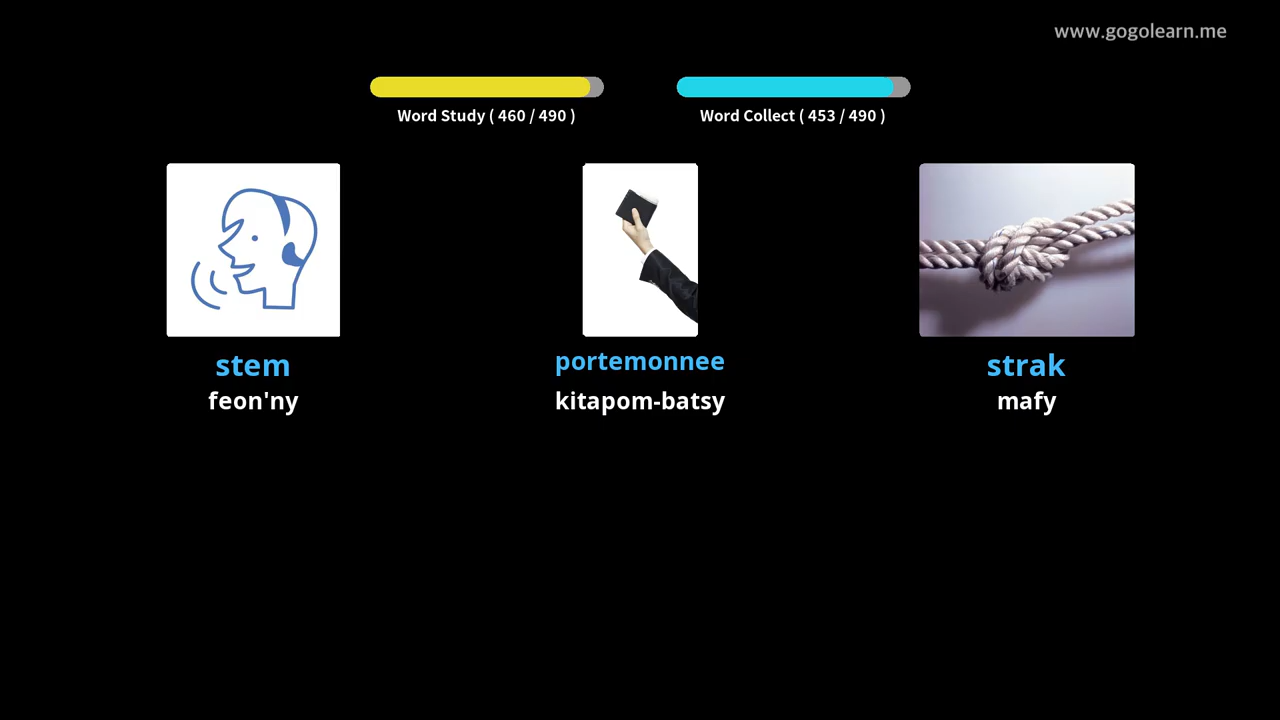 www.gogolearn.me
Word Study ( 460 / 490 )
Word Collect ( 453 / 490 )
stem
feon'ny
portemonnee
kitapom-batsy
strak
mafy